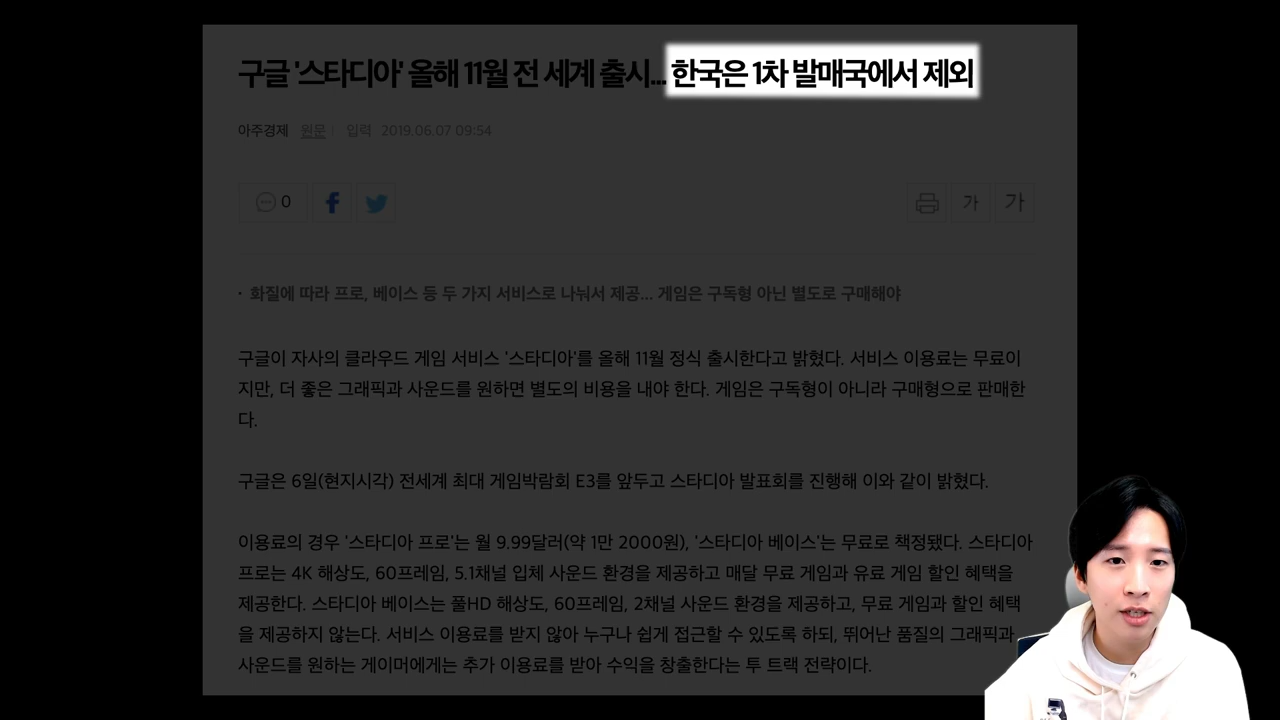 구글 '스타디아' 올해 11월 전 세계 출시... 한국은 1차 발매국에서 제외
아주경제 원문 입력 2019.06.07 09:54
0
가 가
· 화질에 따라 프로, 베이스 등 두 가지 서비스로 나눠서 제공... 게임은 구독형 아닌 별도로 구매해야
구글이 자사의 클라우드 게임 서비스 '스타디아'를 올해 11월 정식 출시한다고 밝혔다. 서비스 이용료는 무료이
지만, 더 좋은 그래픽과 사운드를 원하면 별도의 비용을 내야 한다. 게임은 구독형이 아니라 구매형으로 판매한
다.
구글은 6일(현지시각) 전세계 최대 게임박람회 E3를 앞두고 스타디아 발표회를 진행해 이와 같이 밝혔다.
이용료의 경우 '스타디아 프로'는 월 9.99달러(약 1만 2000원), '스타디아 베이스'는 무료로 책정됐다. 스타디아
프로는 4K 해상도, 60프레임, 5.1채널 입체 사운드 환경을 제공하고 매달 무료 게임과 유료 게임 할인 혜택을
제공한다. 스타디아 베이스는 풀HD 해상도, 60프레임, 2채널 사운드 환경을 제공하고, 무료 게임과 할인 혜택
을 제공하지 않는다. 서비스 이용료를 받지 않아 누구나 쉽게 접근할 수 있도록 하되, 뛰어난 품질의 그래픽과
사운드를 원하는 게이머에게는 추가 이용료를 받아 수익을 창출한다는 투 트랙 전략이다.